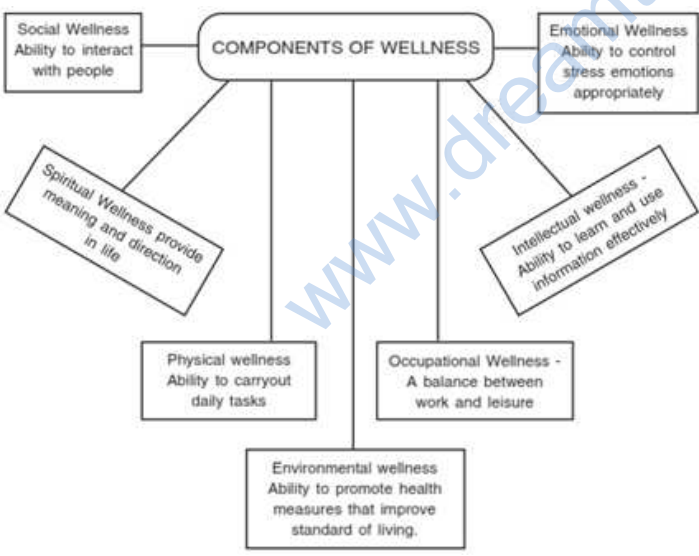 Social Wellness
Ability to interact
with people
COMPONENTS OF WELLNESS
Emotional Wellness
Ability to control
stress emotions
appropriately
Spiritual Wellness provide
meaning and direction
in life
Intellectual wellness -
Ability to learn and use
information effectively
Physical wellness
Ability to carryout
daily tasks
Occupational Wellness -
A balance between
work and leisure
Environmental wellness
Ability to promote health
measures that improve
standard of living.